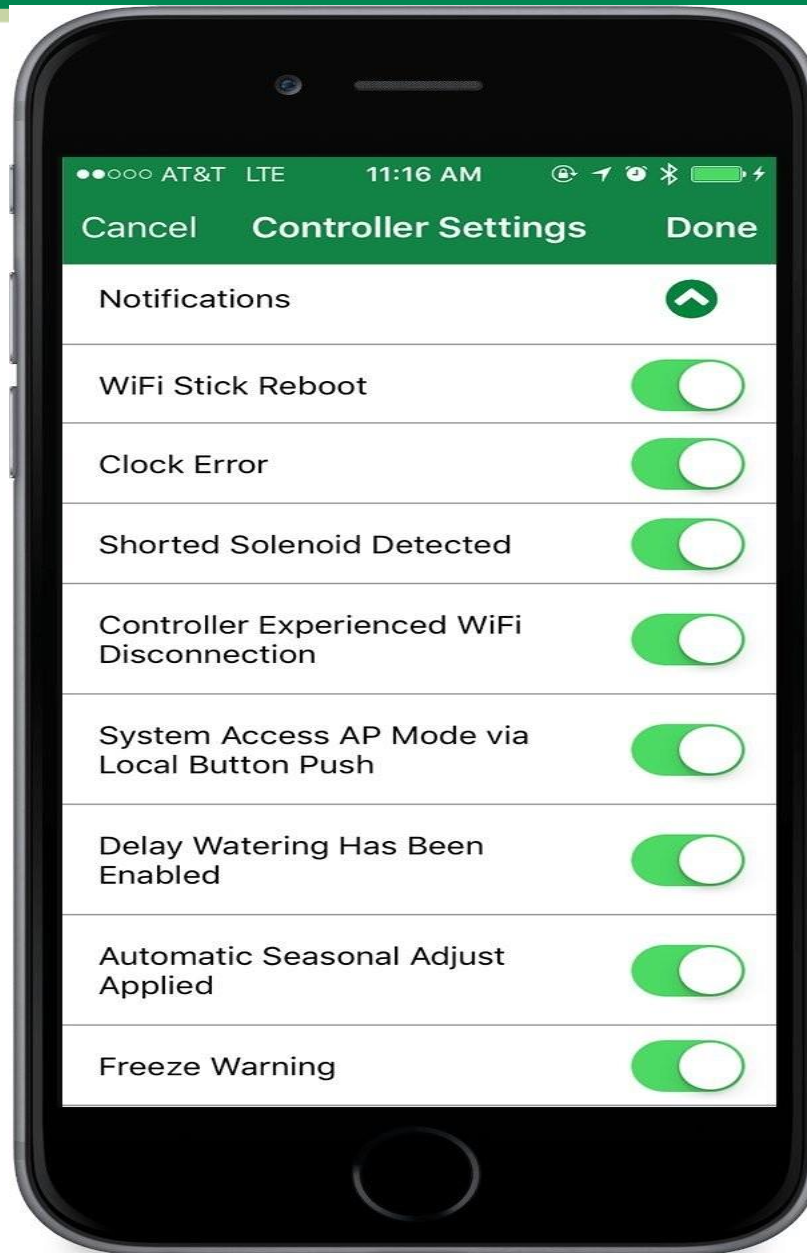 AT&T LTE 11:16 AM
Cancel Controller Settings Done
Notifications
WiFi Stick Reboot
Clock Error
Shorted Solenoid Detected
Controller Experienced WiFi
Disconnection
System Access AP Mode via
Local Button Push
Delay Watering Has Been
Enabled
Automatic Seasonal Adjust
Applied
Freeze Warning